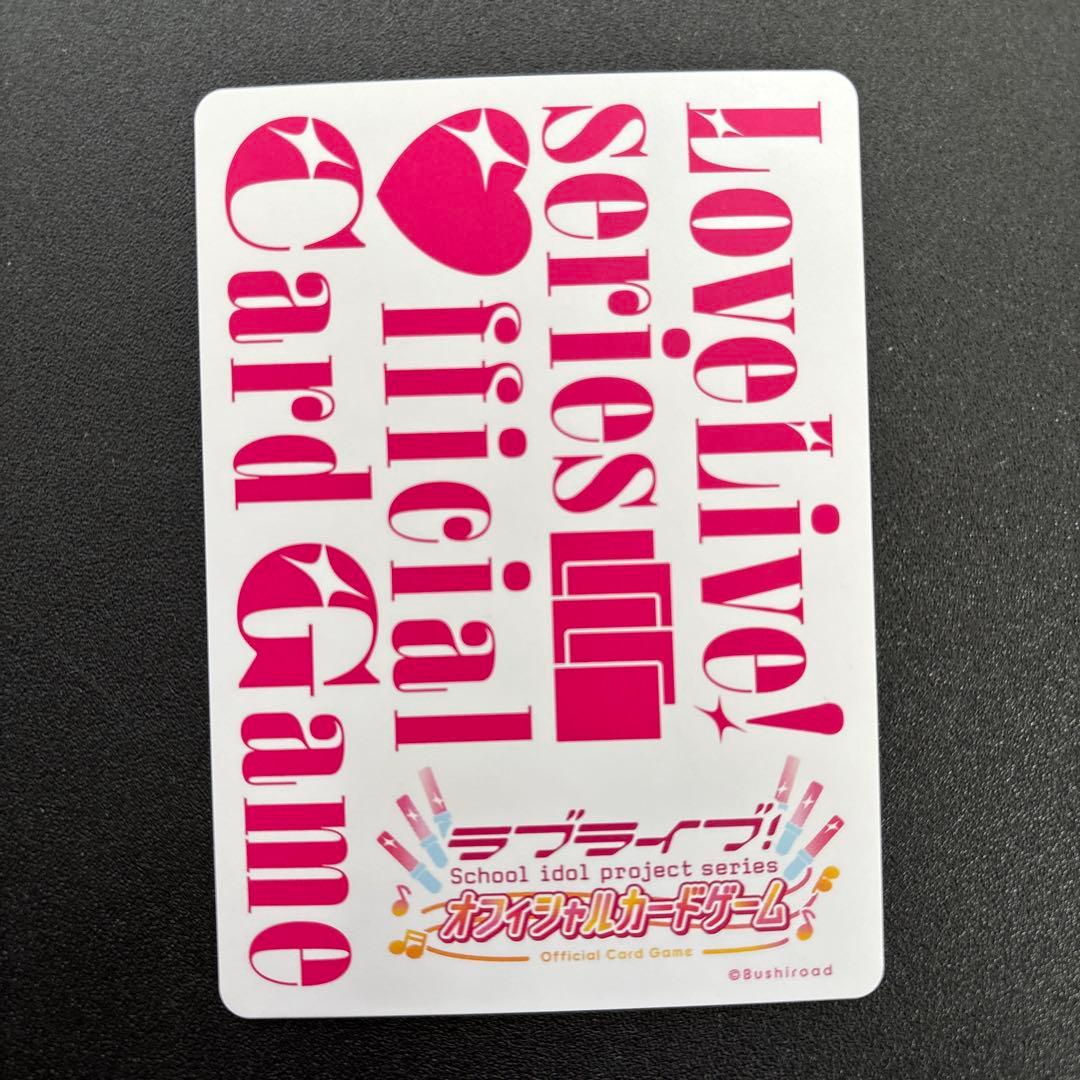 LoveLive!
series
Official
Card Game
ラブライブ!
School idol project series
オフィシャルカードゲーム
Official Card Game
©Bushiroad